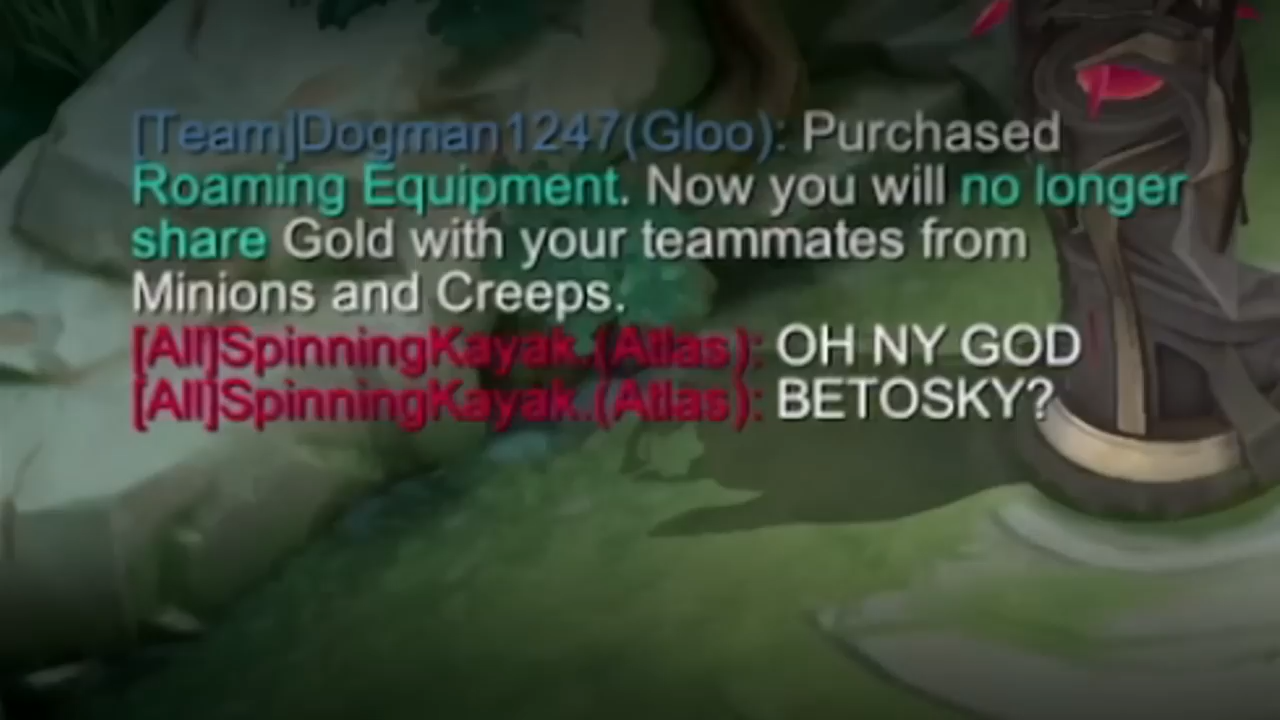 [Team]Dogman1247(Gloo): Purchased
Roaming Equipment. Now you will no longer
share Gold with your teammates from
Minions and Creeps.
[All]SpinningKayak.(Atlas): OH NY GOD
[All]SpinningKayak.(Atlas): BETOSKY?